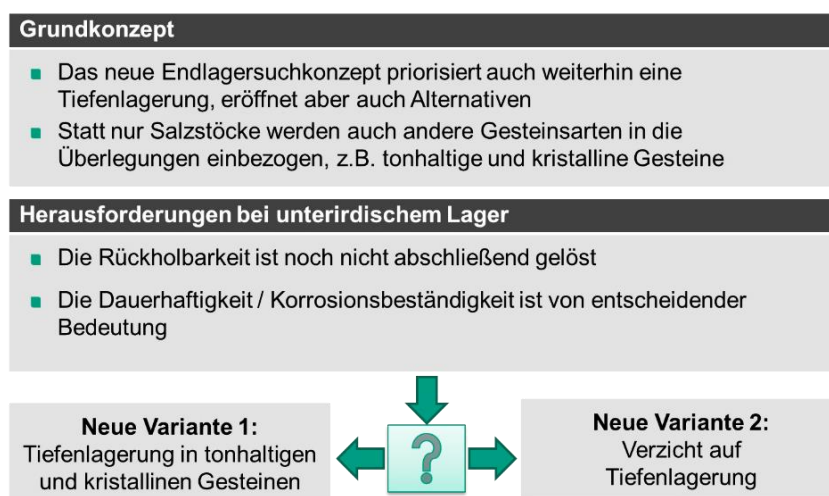 Grundkonzept
Das neue Endlagersuchkonzept priorisiert auch weiterhin eine
Tiefenlagerung, eröffnet aber auch Alternativen
Statt nur Salzstöcke werden auch andere Gesteinsarten in die
Überlegungen einbezogen, z.B. tonhaltige und kristalline Gesteine
Herausforderungen bei unterirdischem Lager
Die Rückholbarkeit ist noch nicht abschließend gelöst
Die Dauerhaftigkeit / Korrosionsbeständigkeit ist von entscheidender
Bedeutung
Neue Variante 1:
Tiefenlagerung in tonhaltigen
und kristallinen Gesteinen
?
Neue Variante 2:
Verzicht auf
Tiefenlagerung